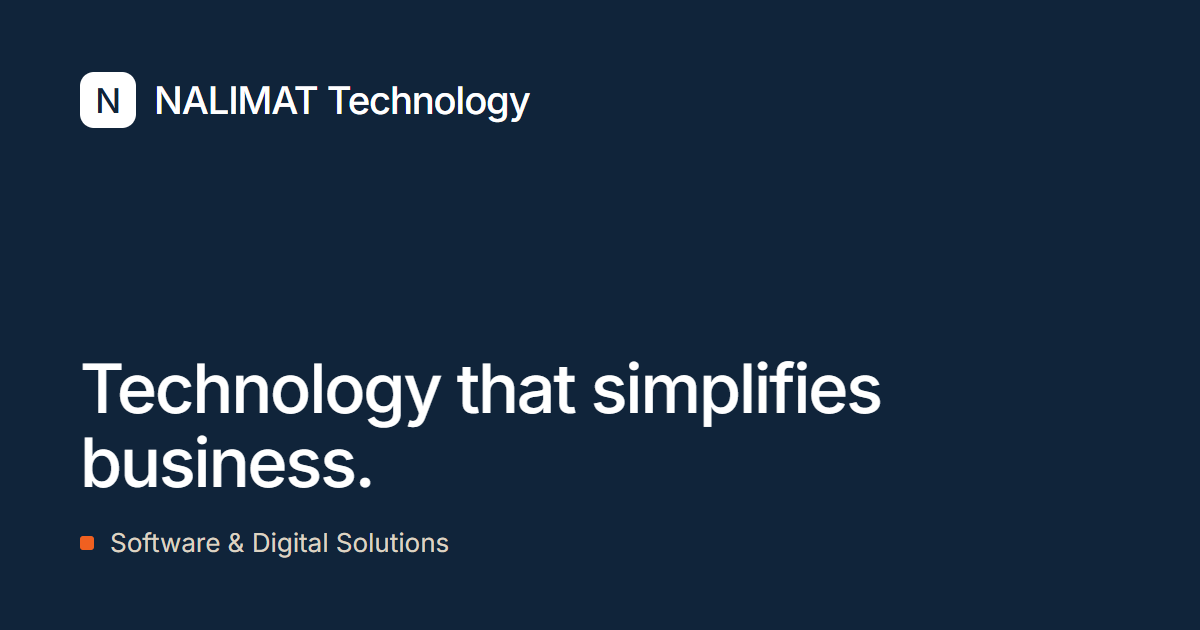 N NALIMAT Technology
Technology that simplifies
business.
Software & Digital Solutions